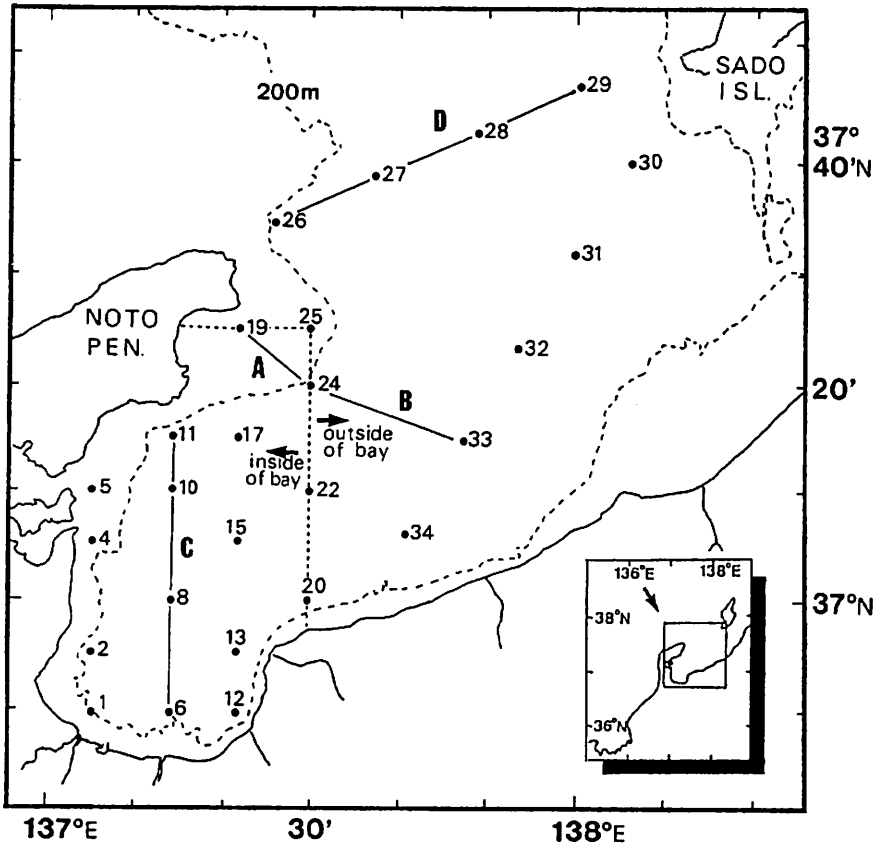 200m
SADO
ISL.
D
29
28
37°
40'N
27
30
26
31
NOTO
PEN.
19
25
32
A
24
B
20'
11
17
33
outside
of bay
inside
of bay
5
10
22
4
C
15
34
8
20
37°N
136°E
138°E
2
13
38°N
1
6
12
36°N
137°E
30'
138°E